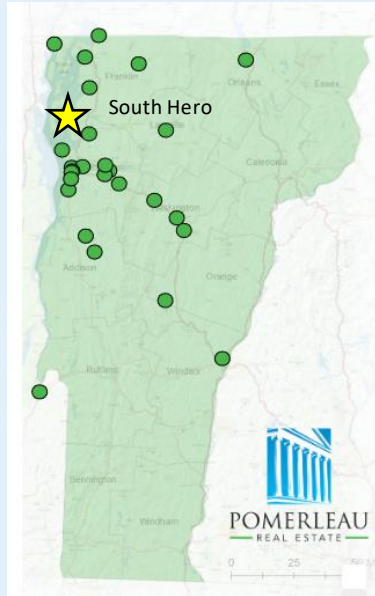 Franklin
Orleans
Essex
South Hero
Lamoille
Caledonia
Washington
Addison
Orange
Rutland
Windsor
Bennington
Windham
POMERLEAU
REAL ESTATE
0 25